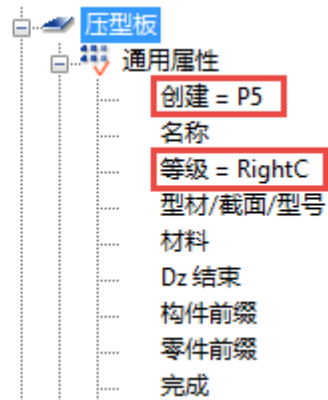 压型板
通用属性
创建 = P5
名称
等级 = RightC
型材/截面/型号
材料
Dz 结束
构件前缀
零件前缀
完成